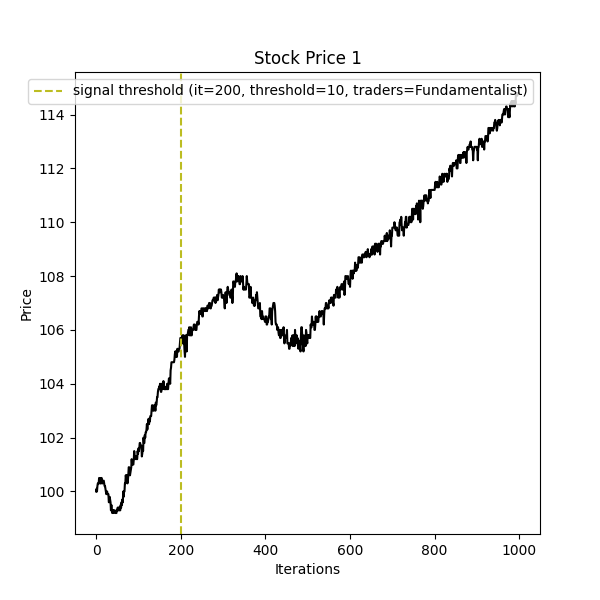 Stock Price 1
signal threshold (it=200, threshold=10, traders=Fundamentalist)
114
112
110
108
106
104
102
100
Price
0 200 400 600 800 1000
Iterations